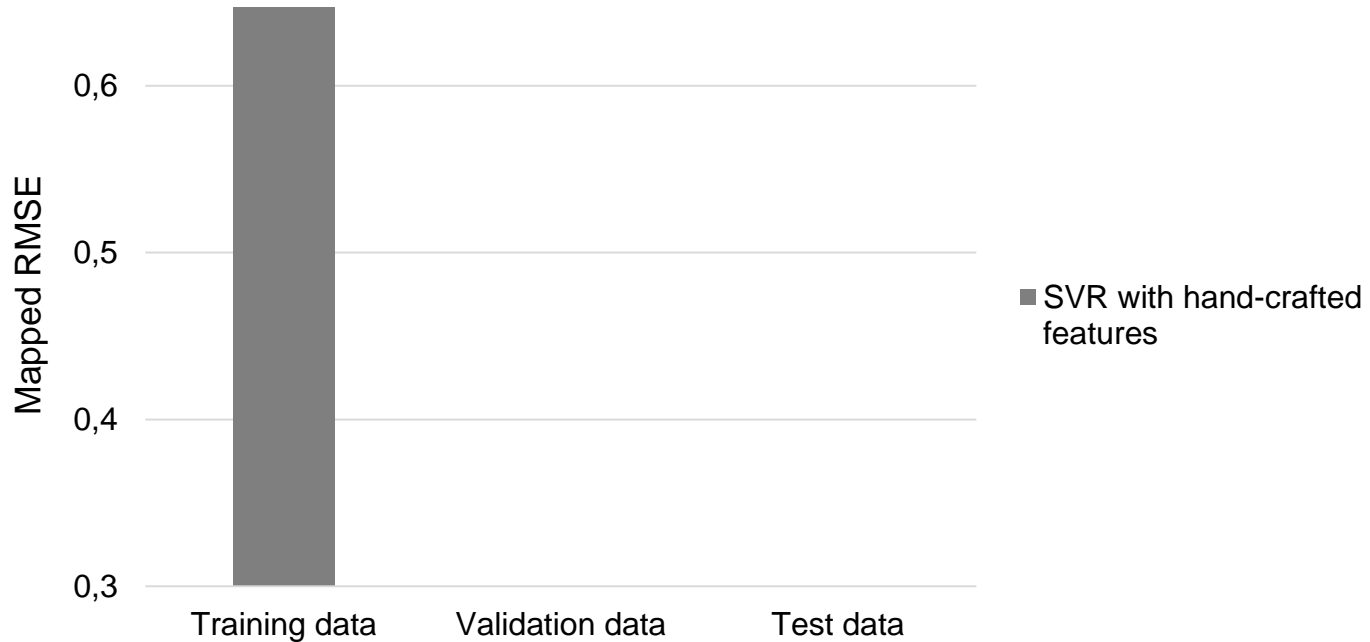 0,6
0,5
0,4
0,3
Mapped RMSE
Training data
Validation data
Test data
SVR with hand-crafted
features